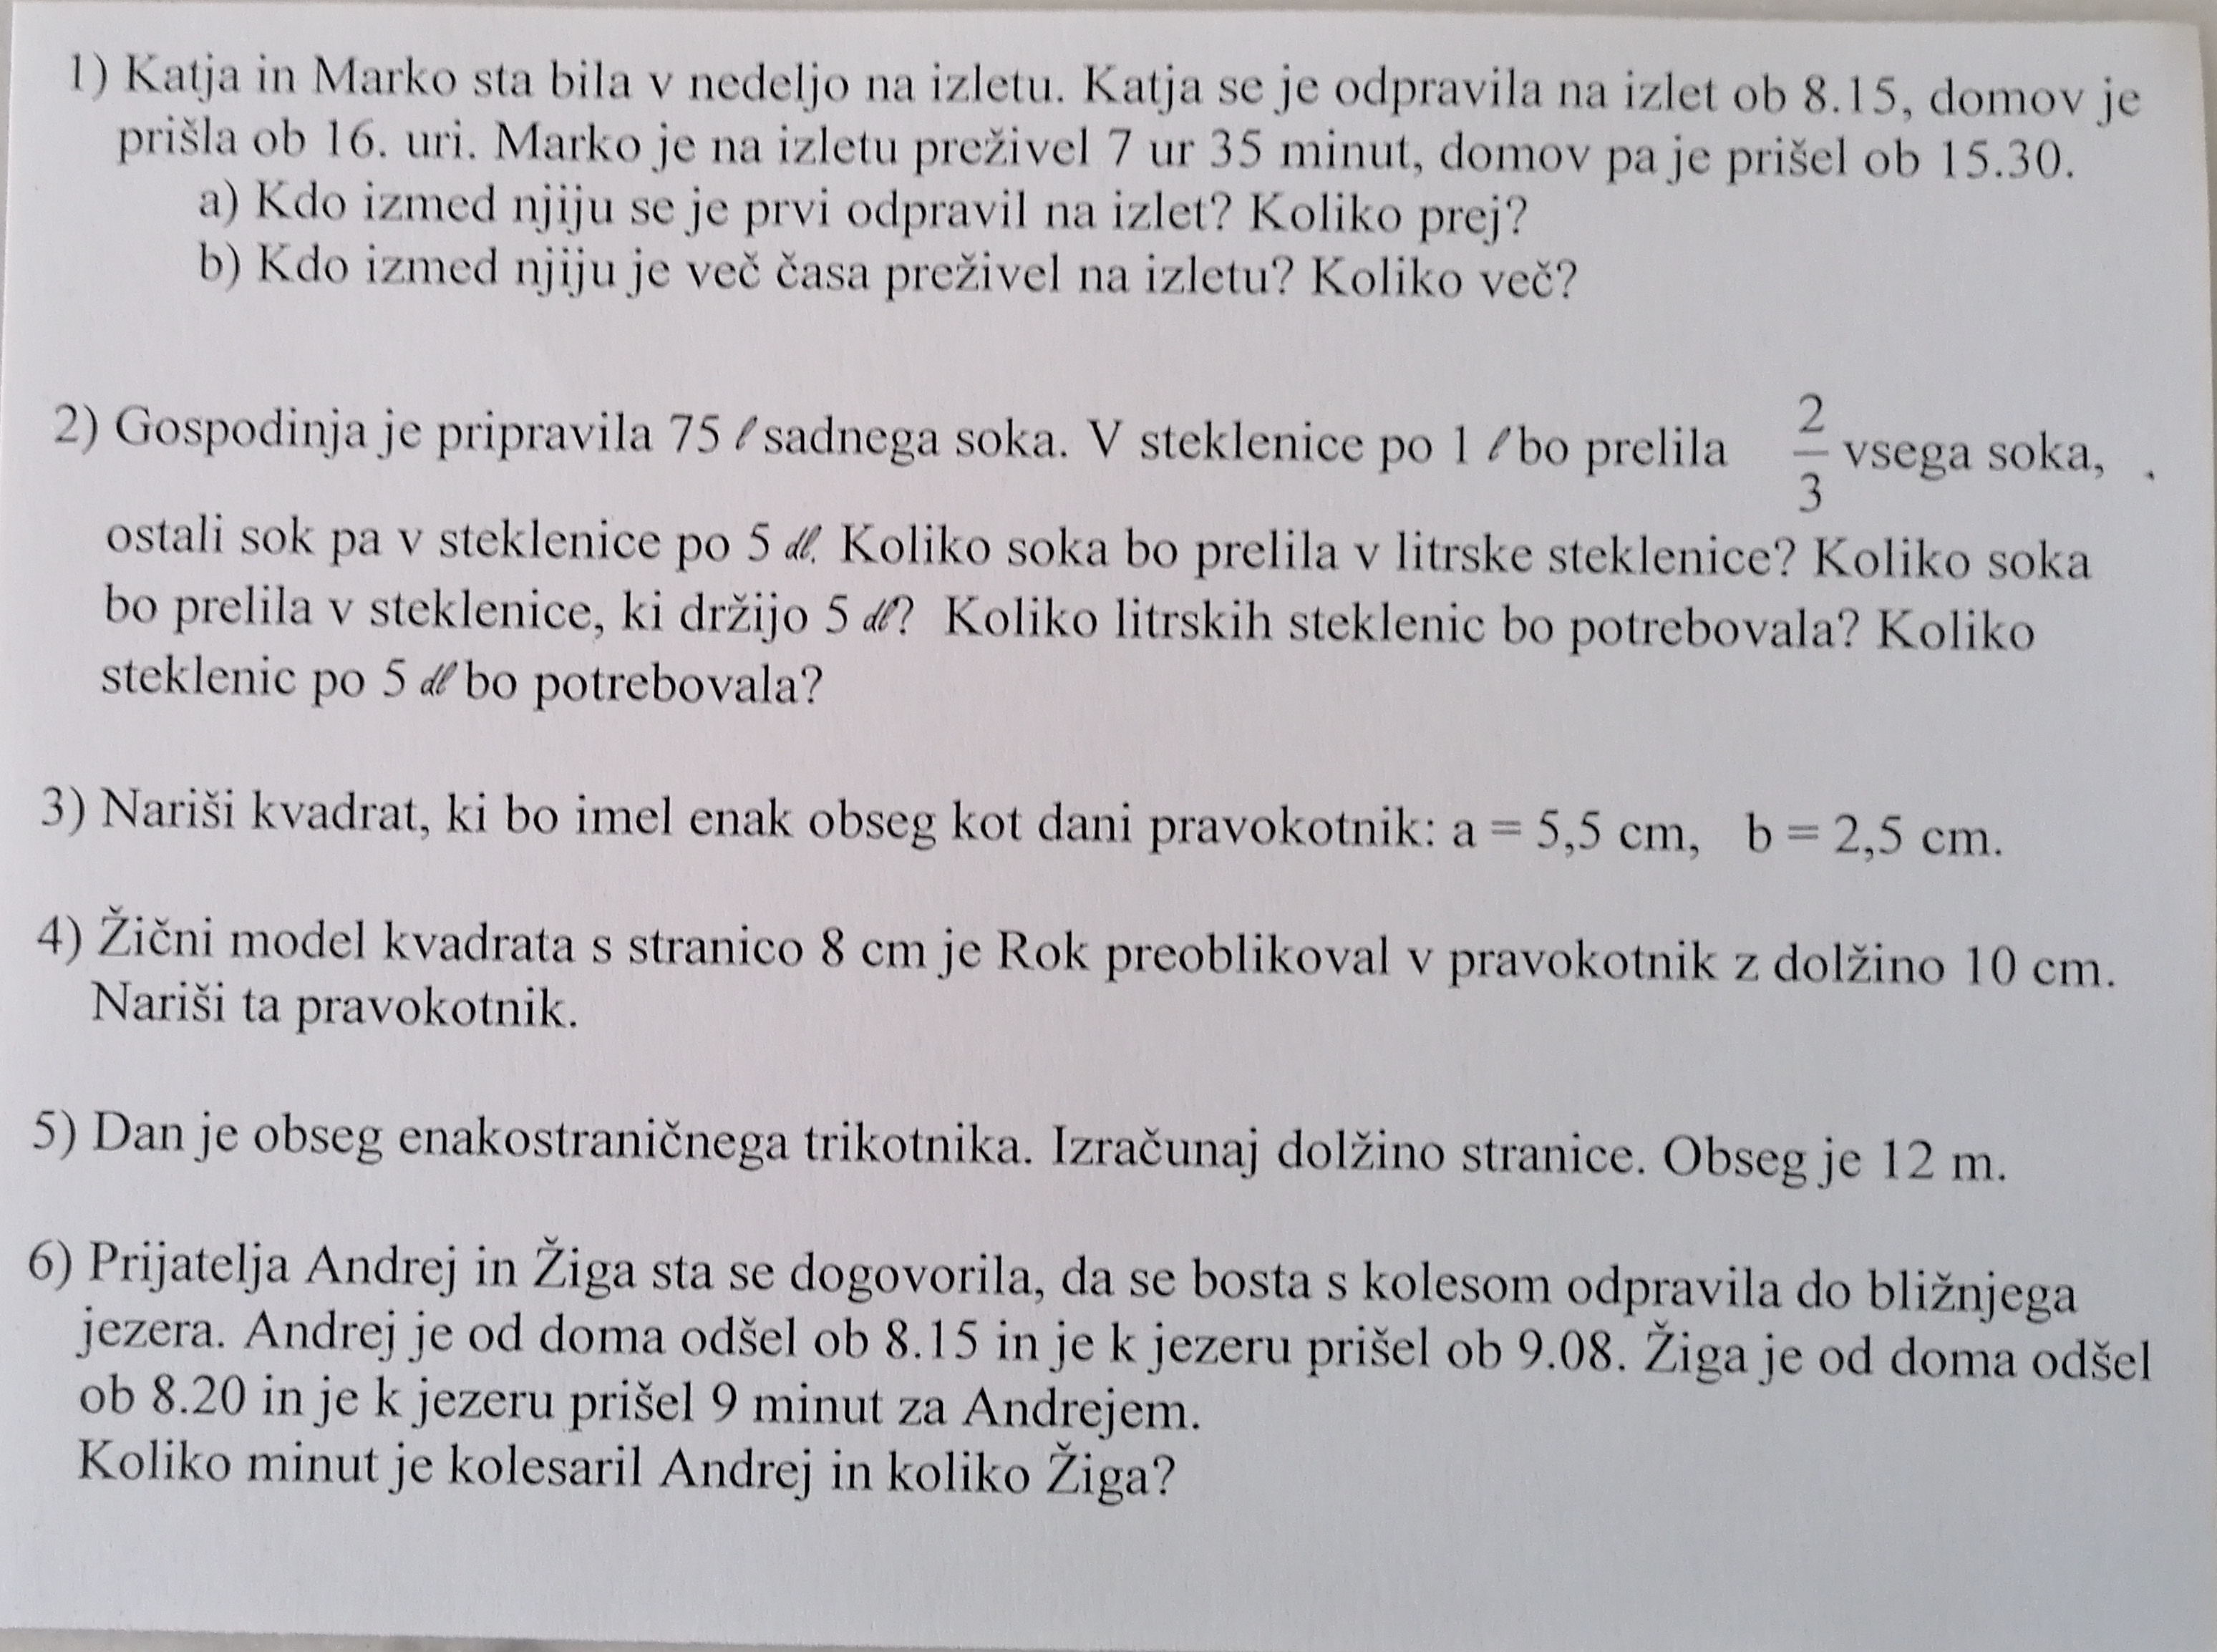 1) Katja in Marko sta bila v nedeljo na izletu. Katja se je odpravila na izlet ob 8.15, domov je
prišla ob 16. uri. Marko je na izletu preživel 7 ur 35 minut, domov pa je prišel ob 15.30.
a) Kdo izmed njiju se je prvi odpravil na izlet? Koliko prej?
b) Kdo izmed njiju je več časa preživel na izletu? Koliko več?
2) Gospodinja je pripravila 75 ℓ sadnega soka. V steklenice po 1 ℓ bo prelila 2/3 vsega soka,
ostali sok pa v steklenice po 5 dℓ. Koliko soka bo prelila v litrske steklenice? Koliko soka
bo prelila v steklenice, ki držijo 5 dℓ? Koliko litrskih steklenic bo potrebovala? Koliko
steklenic po 5 dℓ bo potrebovala?
3) Nariši kvadrat, ki bo imel enak obseg kot dani pravokotnik: a = 5,5 cm, b = 2,5 cm.
4) Žični model kvadrata s stranico 8 cm je Rok preoblikoval v pravokotnik z dolžino 10 cm.
Nariši ta pravokotnik.
5) Dan je obseg enakostraničnega trikotnika. Izračunaj dolžino stranice. Obseg je 12 m.
6) Prijatelja Andrej in Žiga sta se dogovorila, da se bosta s kolesom odpravila do bližnjega
jezera. Andrej je od doma odšel ob 8.15 in je k jezeru prišel ob 9.08. Žiga je od doma odšel
ob 8.20 in je k jezeru prišel 9 minut za Andrejem.
Koliko minut je kolesaril Andrej in koliko Žiga?